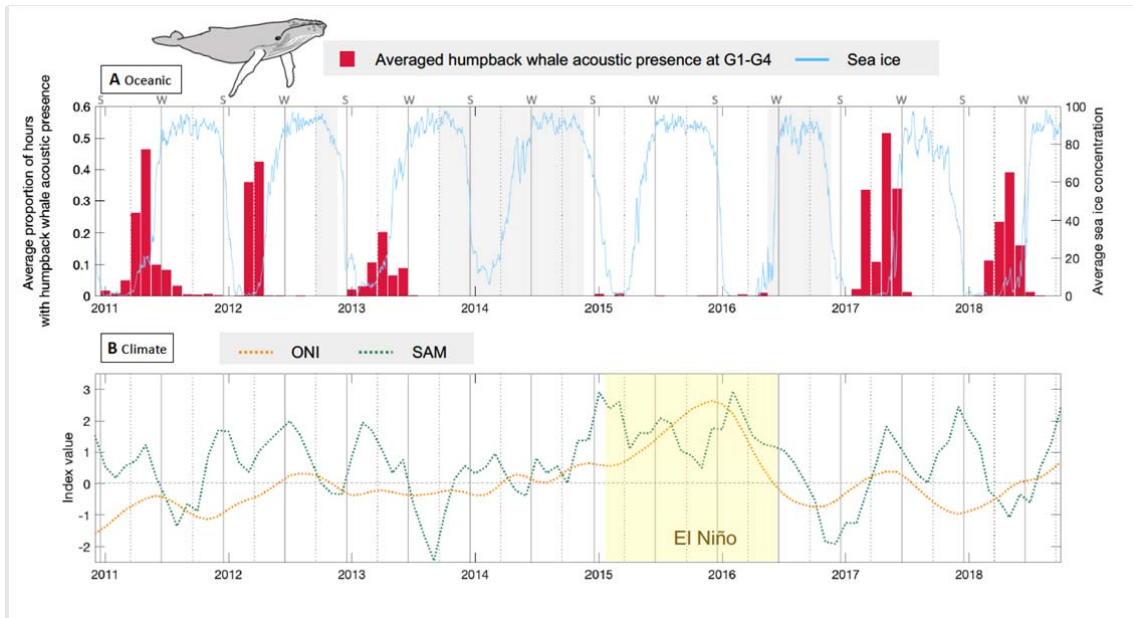 Averaged humpback whale acoustic presence at G1-G4 Sea ice
A Oceanic
S W S W S W S W S W S W S W S W
Average proportion of hours
with humpback whale acoustic presence
0.6
0.5
0.4
0.3
0.2
0.1
0
100
80
60
40
20
0
Average sea ice concentration
2011 2012 2013 2014 2015 2016 2017 2018
B Climate
ONI SAM
Index value
3
2
1
0
-1
-2
El Niño
2011 2012 2013 2014 2015 2016 2017 2018